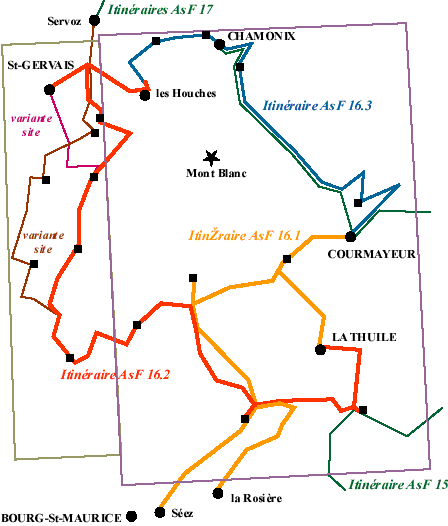 Itinéraires AsF 17
Servoz
CHAMONIX
St-GERVAIS
les Houches
Itinéraire AsF 16.3
variante
site
Mont Blanc
variante
site
ItinŽraire AsF 16.1
COURMAYEUR
LA THUILE
Itinéraire AsF 16.2
Itinéraire AsF 15
la Rosière
Séez
BOURG-St-MAURICE